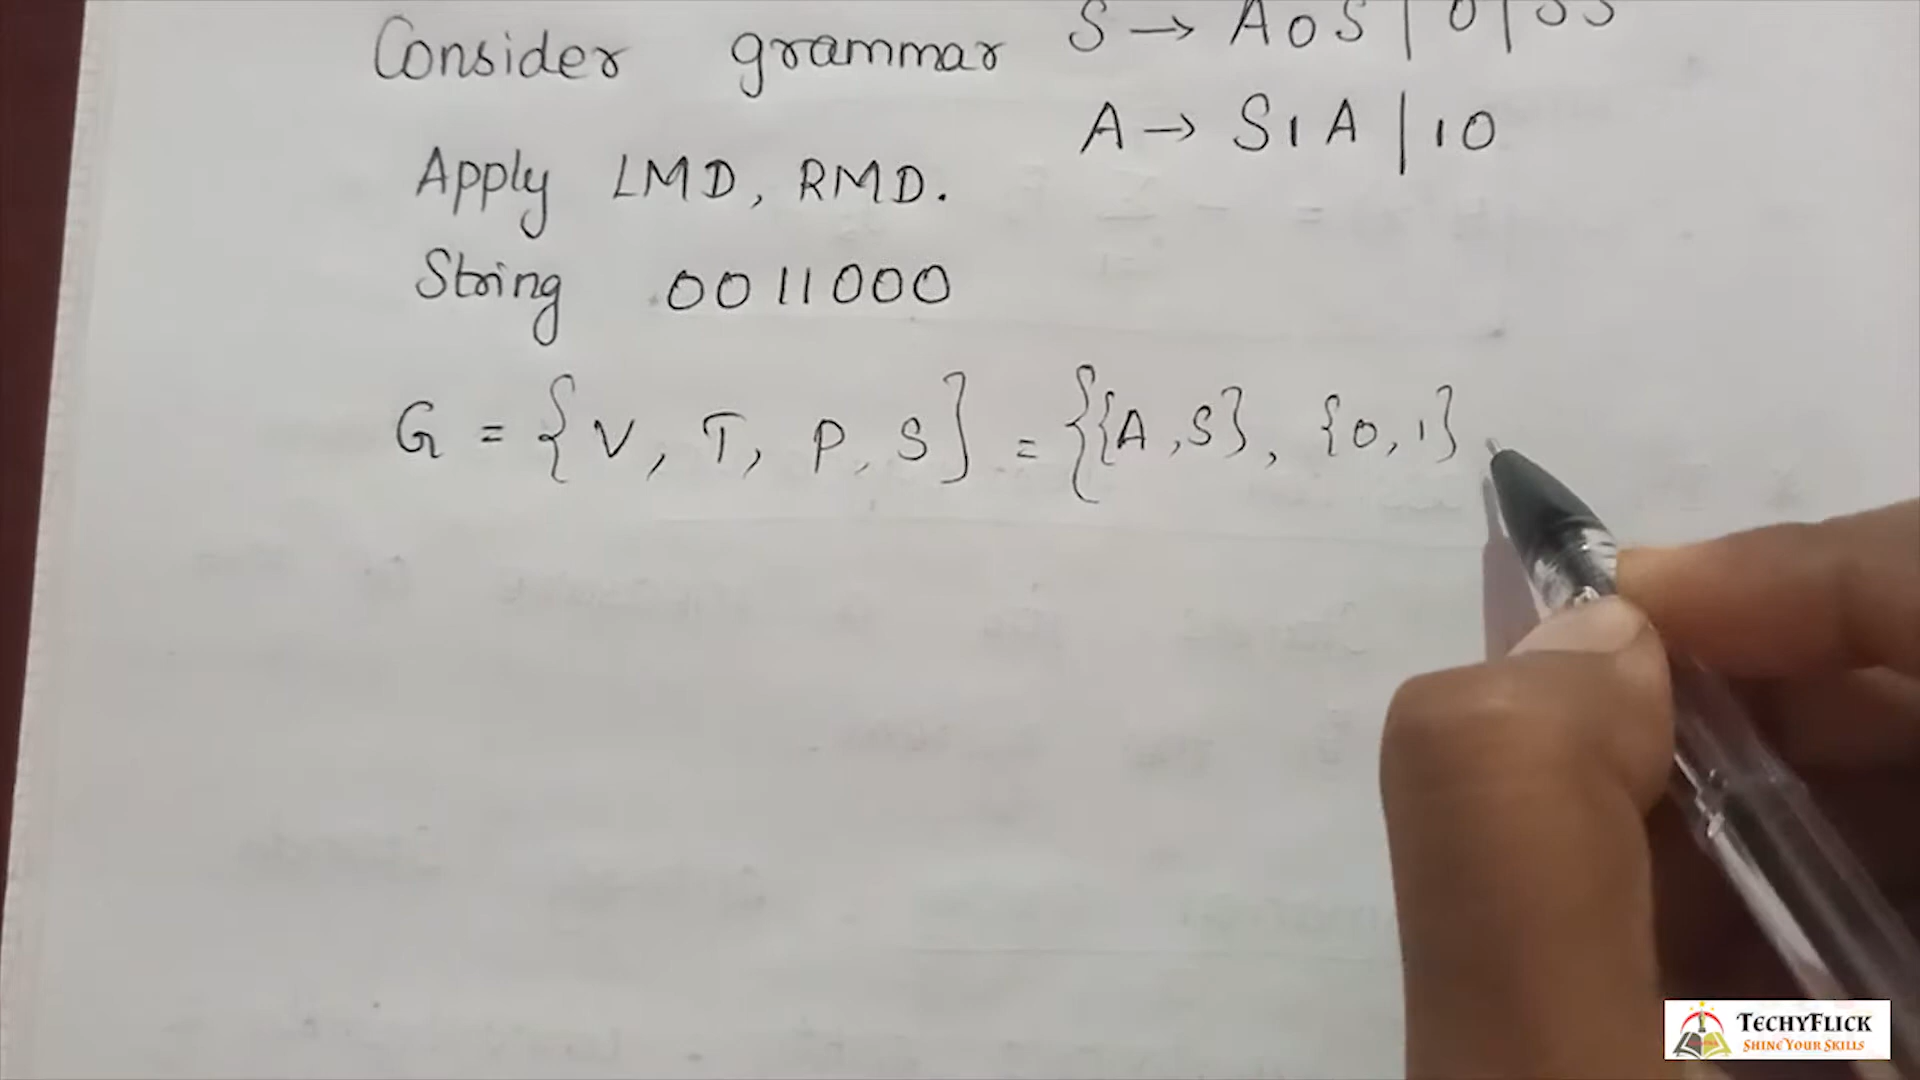 Consider grammar S → A0S | 0 | SS
A → S1A | 10
Apply LMD, RMD.
String 0011000
G = {V, T, P, S} = {{A, S}, {0, 1}
TECHYFLICK
SHINE YOUR SKILLS